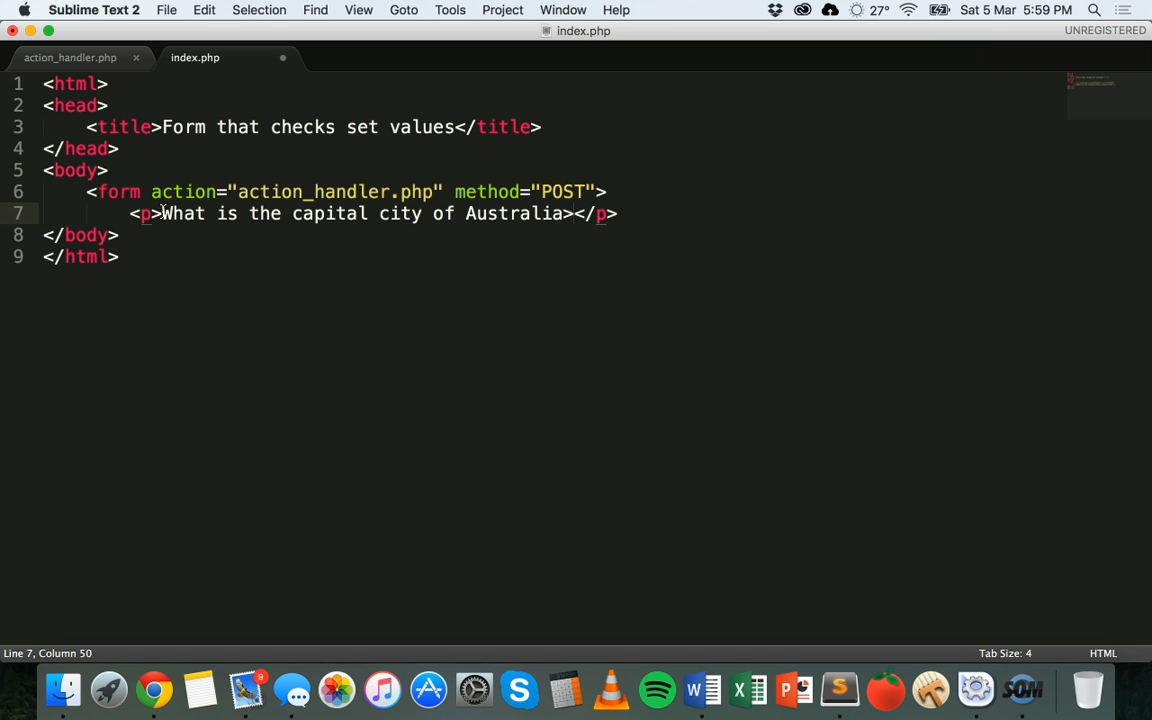 Sublime Text 2 File Edit Selection Find View Goto Tools Project Window Help 27° Sat 5 Mar 5:59 PM
index.php UNREGISTERED
action_handler.php × index.php
1 <html>
2 <head>
3 <title>Form that checks set values</title>
4 </head>
5 <body>
6 <form action="action_handler.php" method="POST">
7 <p>What is the capital city of Australia></p>
8 </body>
9 </html>
Line 7, Column 50 Tab Size: 4 HTML
9
S W X P S SOM